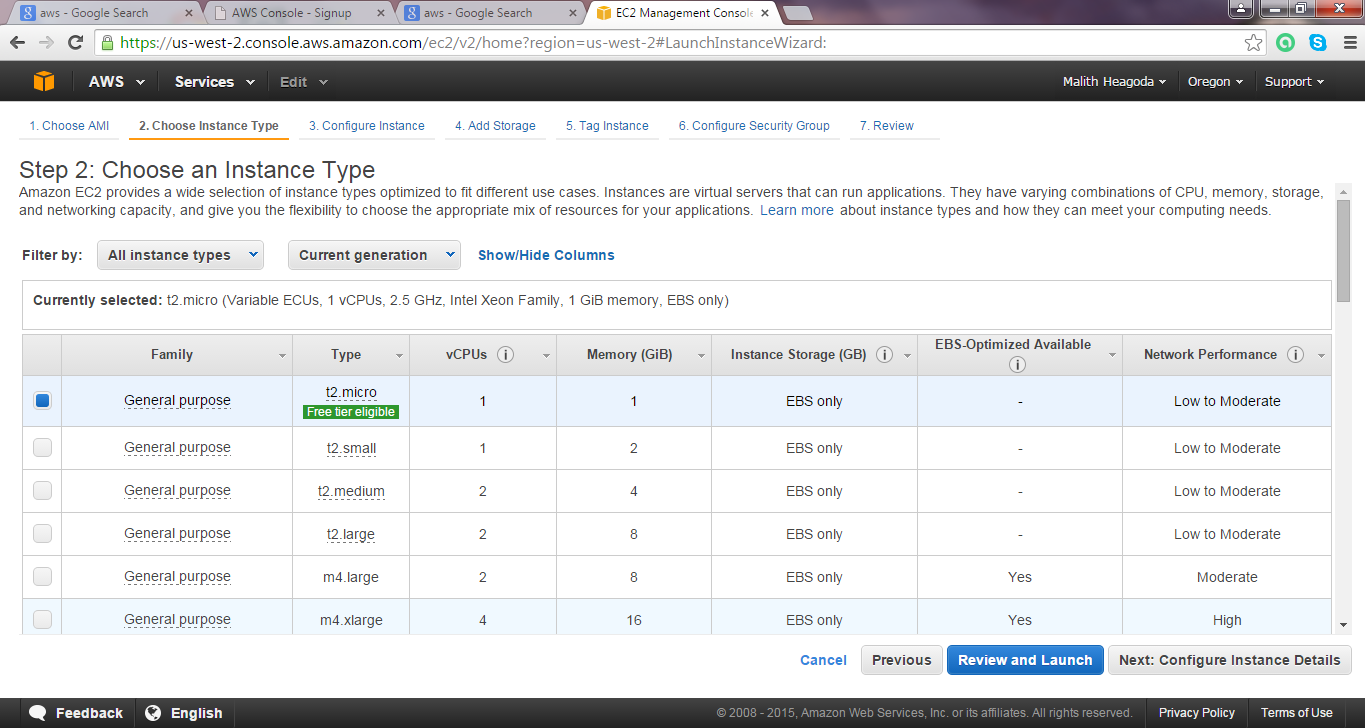 aws - Google Search
AWS Console - Signup
aws - Google Search
EC2 Management Console
https://us-west-2.console.aws.amazon.com/ec2/v2/home?region=us-west-2#LaunchInstanceWizard:
AWS Services Edit Malith Heagoda Oregon Support
1. Choose AMI 2. Choose Instance Type 3. Configure Instance 4. Add Storage 5. Tag Instance 6. Configure Security Group 7. Review
Step 2: Choose an Instance Type
Amazon EC2 provides a wide selection of instance types optimized to fit different use cases. Instances are virtual servers that can run applications. They have varying combinations of CPU, memory, storage,
and networking capacity, and give you the flexibility to choose the appropriate mix of resources for your applications. Learn more about instance types and how they can meet your computing needs.
Filter by: All instance types Current generation Show/Hide Columns
Currently selected: t2.micro (Variable ECUs, 1 vCPUs, 2.5 GHz, Intel Xeon Family, 1 GiB memory, EBS only)
Family Type vCPUs Memory (GiB) Instance Storage (GB) EBS-Optimized Available Network Performance
General purpose t2.micro 1 1 EBS only - Low to Moderate
Free tier eligible
General purpose t2.small 1 2 EBS only - Low to Moderate
General purpose t2.medium 2 4 EBS only - Low to Moderate
General purpose t2.large 2 8 EBS only - Low to Moderate
General purpose m4.large 2 8 EBS only Yes Moderate
General purpose m4.xlarge 4 16 EBS only Yes High
Cancel Previous Review and Launch Next: Configure Instance Details
Feedback English © 2008 - 2015, Amazon Web Services, Inc. or its affiliates. All rights reserved. Privacy Policy Terms of Use